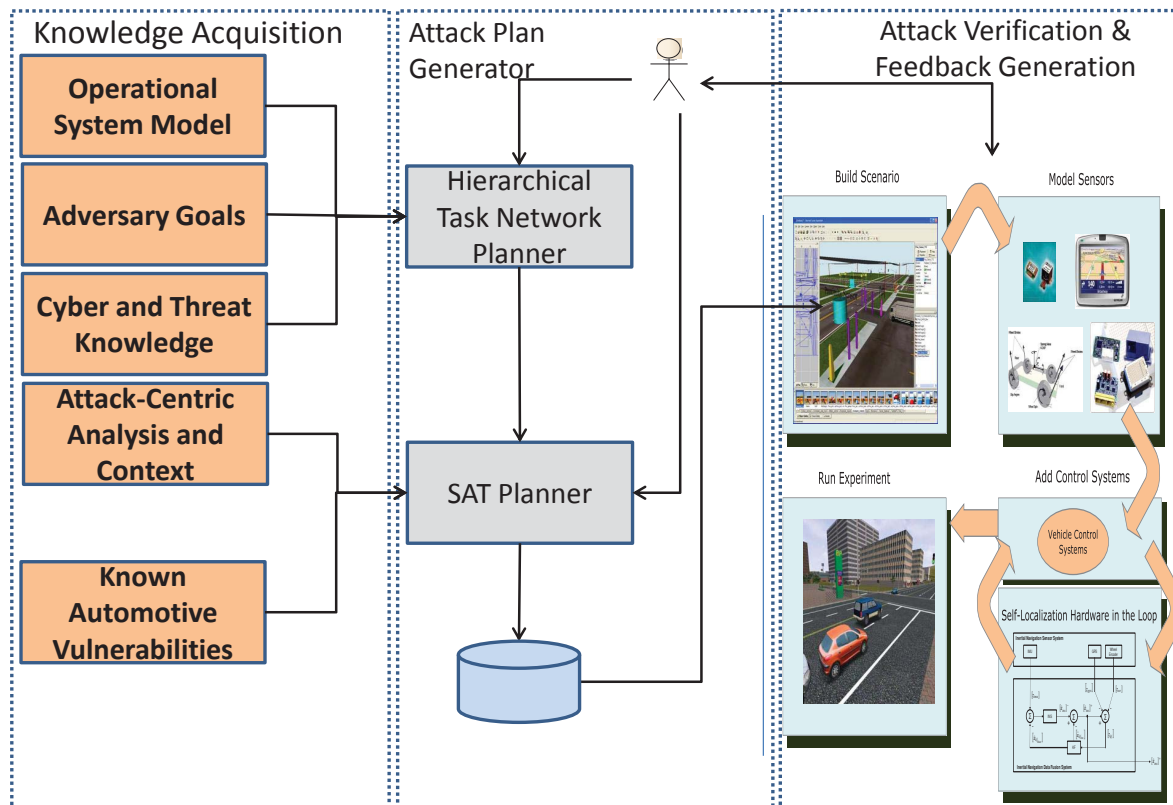 Knowledge Acquisition
Operational
System Model
Adversary Goals
Cyber and Threat
Knowledge
Attack-Centric
Analysis and
Context
Known
Automotive
Vulnerabilities
Attack Plan
Generator
Hierarchical
Task Network
Planner
SAT Planner
Attack Verification &
Feedback Generation
Build Scenario
Model Sensors
Run Experiment
Add Control Systems
Vehicle Control
Systems
Self-Localization Hardware in the Loop
Inertial Navigation Sensor System
Inertial Navigation Data Fusion System